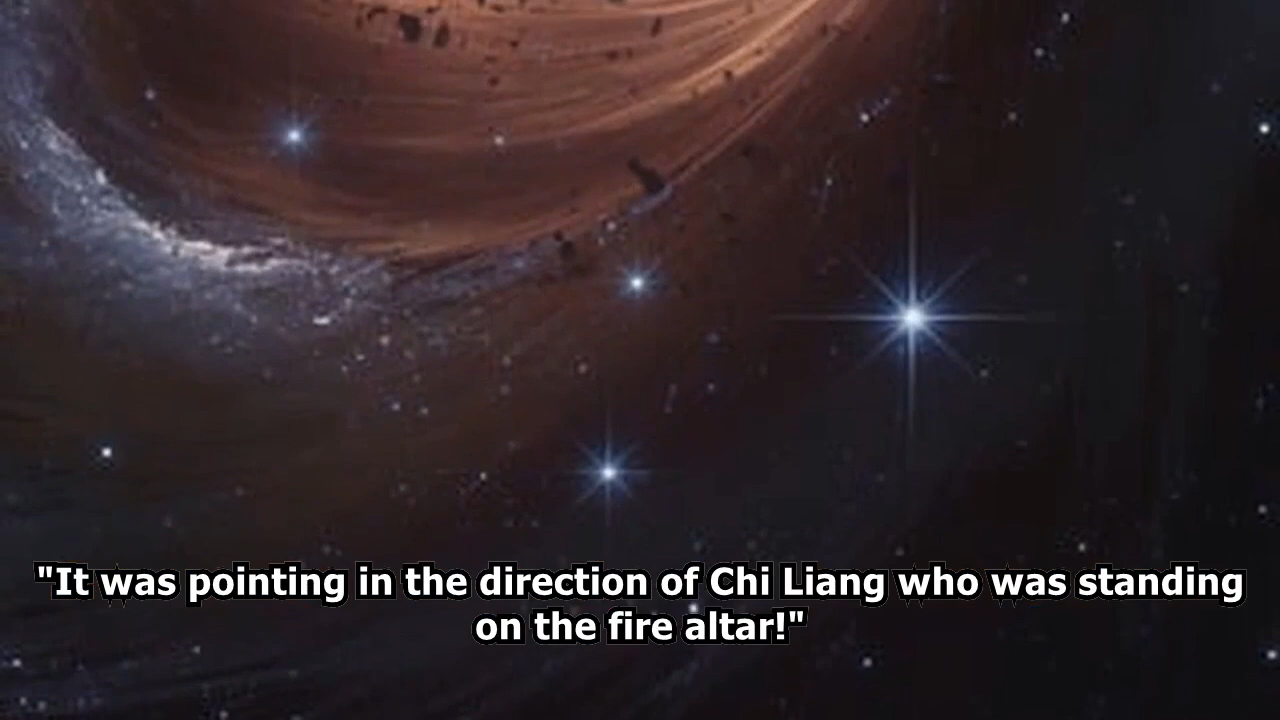 "It was pointing in the direction of Chi Liang who was standing
on the fire altar!"